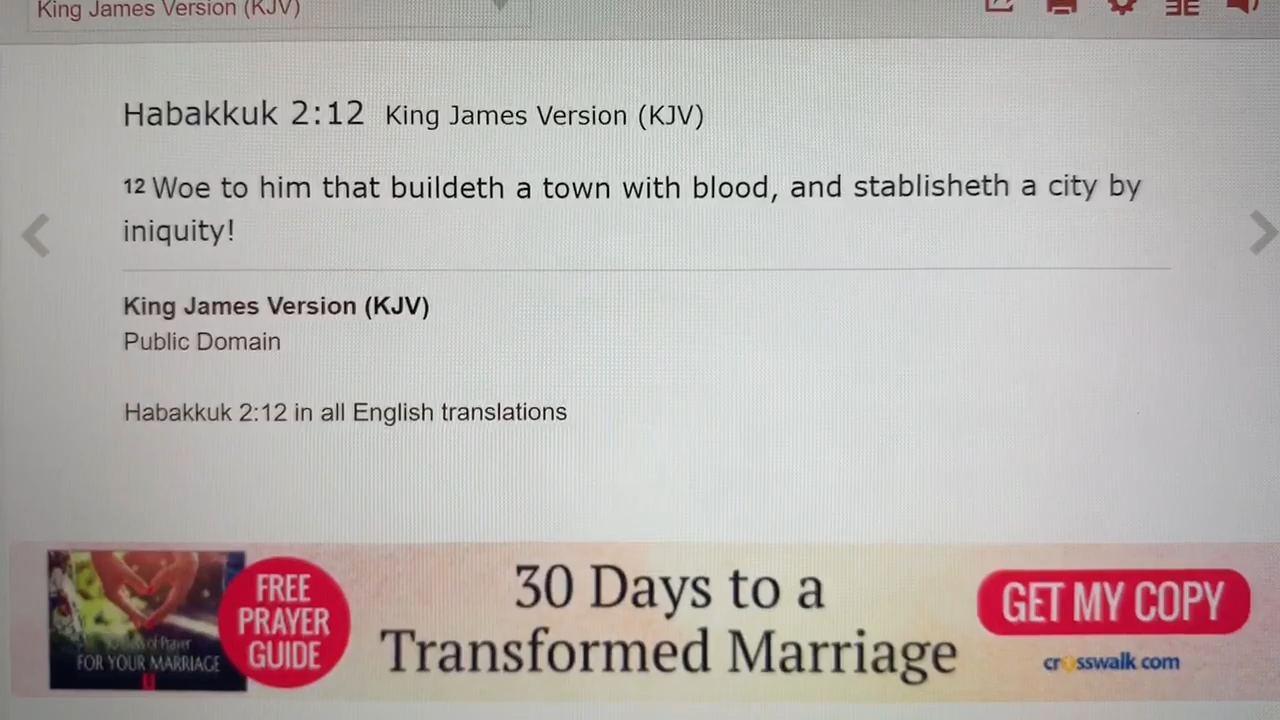 King James Version (KJV)
Habakkuk 2:12 King James Version (KJV)
12 Woe to him that buildeth a town with blood, and stablisheth a city by
iniquity!
King James Version (KJV)
Public Domain
Habakkuk 2:12 in all English translations
of Prayer
FOR YOUR MARRIAGE
FREE
PRAYER
GUIDE
30 Days to a
Transformed Marriage
GET MY COPY
crosswalk.com